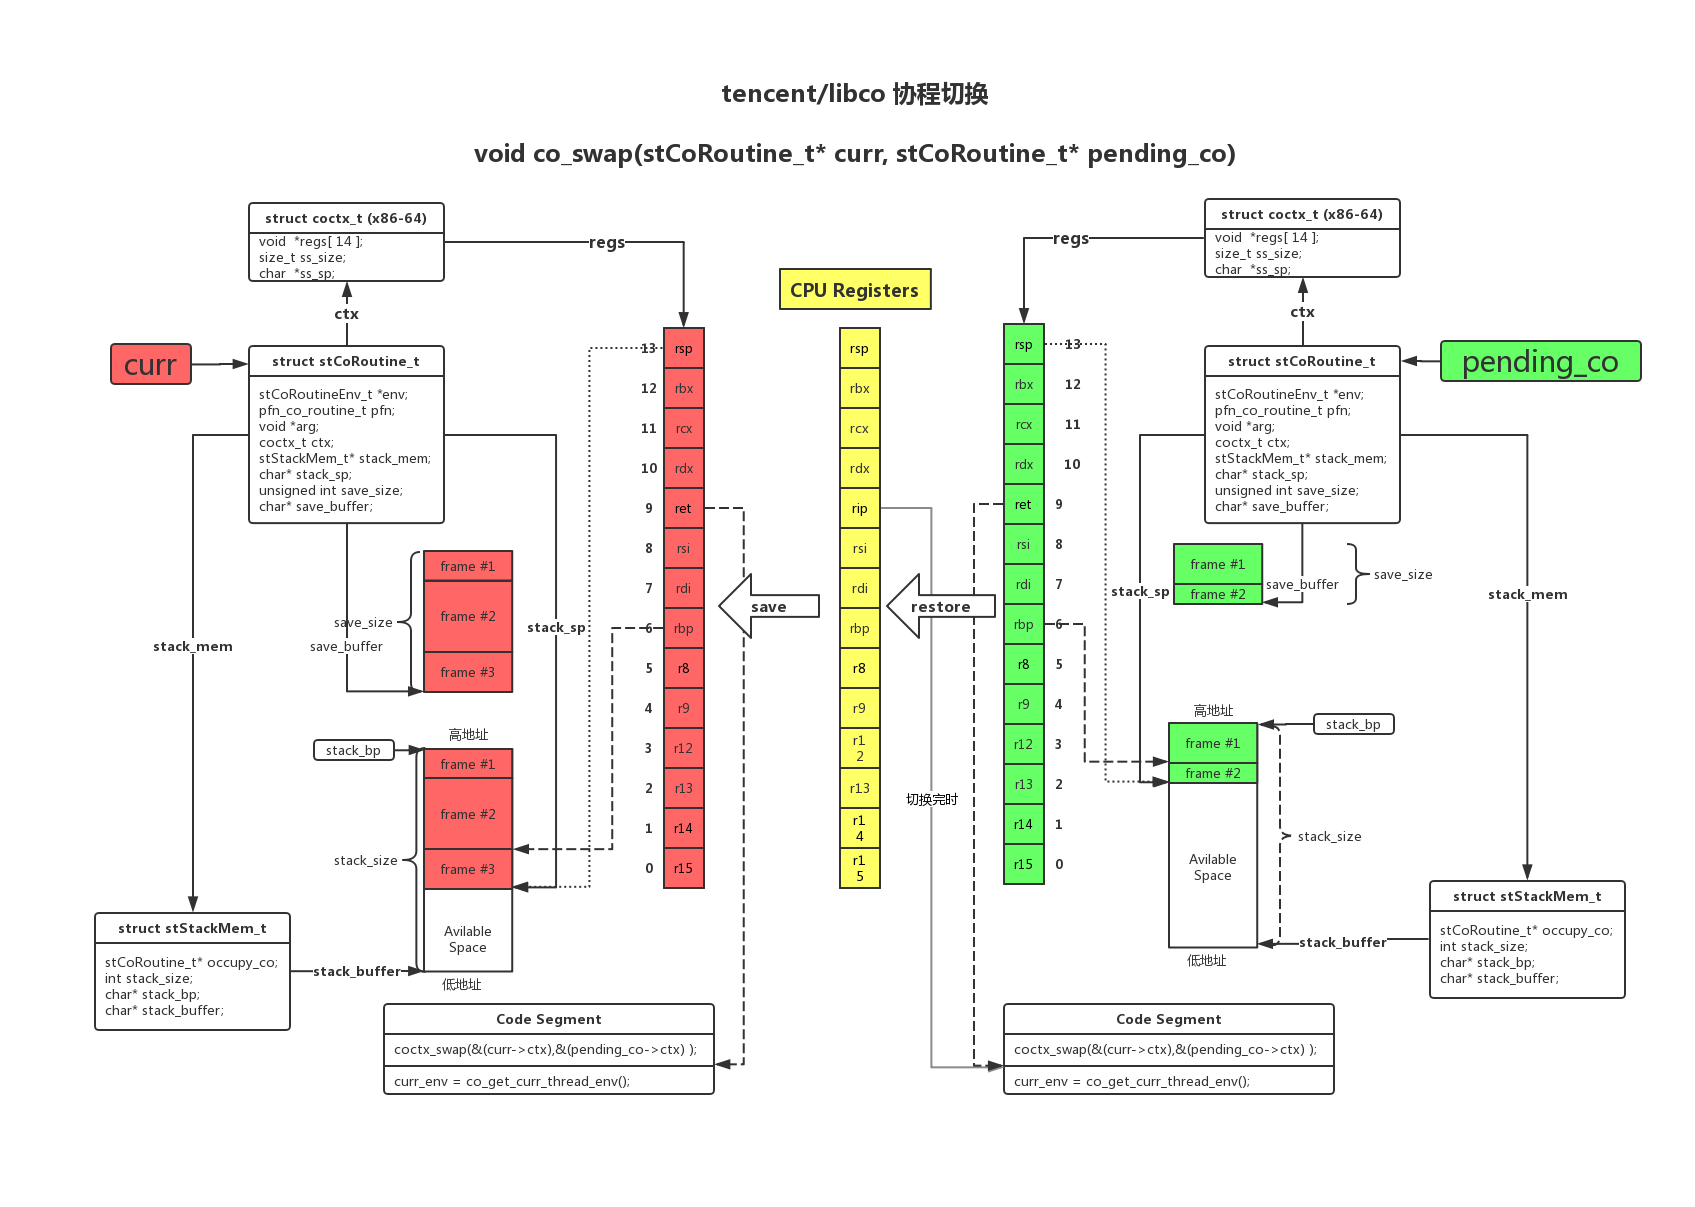 tencent/libco 协程切换
void co_swap(stCoRoutine_t* curr, stCoRoutine_t* pending_co)
struct coctx_t (x86-64)
void  *regs[ 14 ];
size_t ss_size;
char  *ss_sp;
regs
ctx
curr
struct stCoRoutine_t
stCoRoutineEnv_t *env;
pfn_co_routine_t pfn;
void *arg;
coctx_t ctx;
stStackMem_t* stack_mem;
char* stack_sp;
unsigned int save_size;
char* save_buffer;
stack_mem
stack_sp
save_size
save_buffer
frame #1
frame #2
frame #3
高地址
stack_bp
frame #1
frame #2
frame #3
stack_size
Avilable
Space
低地址
struct stStackMem_t
stCoRoutine_t* occupy_co;
int stack_size;
char* stack_bp;
char* stack_buffer;
stack_buffer
Code Segment
coctx_swap(&(curr->ctx),&(pending_co->ctx) );
curr_env = co_get_curr_thread_env();
13 rsp
12 rbx
11 rcx
10 rdx
9 ret
8 rsi
7 rdi
6 rbp
5 r8
4 r9
3 r12
2 r13
1 r14
0 r15
save
CPU Registers
rsp
rbx
rcx
rdx
rip
rsi
rdi
rbp
r8
r9
r1
2
r13
r1
4
r1
5
restore
切换完时
rsp 13
rbx 12
rcx 11
rdx 10
ret 9
rsi 8
rdi 7
rbp 6
r8 5
r9 4
r12 3
r13 2
r14 1
r15 0
struct coctx_t (x86-64)
void  *regs[ 14 ];
size_t ss_size;
char  *ss_sp;
regs
ctx
pending_co
struct stCoRoutine_t
stCoRoutineEnv_t *env;
pfn_co_routine_t pfn;
void *arg;
coctx_t ctx;
stStackMem_t* stack_mem;
char* stack_sp;
unsigned int save_size;
char* save_buffer;
stack_sp
stack_mem
frame #1
frame #2
save_buffer
save_size
高地址
stack_bp
frame #1
frame #2
stack_size
Avilable
Space
低地址
stack_buffer
struct stStackMem_t
stCoRoutine_t* occupy_co;
int stack_size;
char* stack_bp;
char* stack_buffer;
Code Segment
coctx_swap(&(curr->ctx),&(pending_co->ctx) );
curr_env = co_get_curr_thread_env();